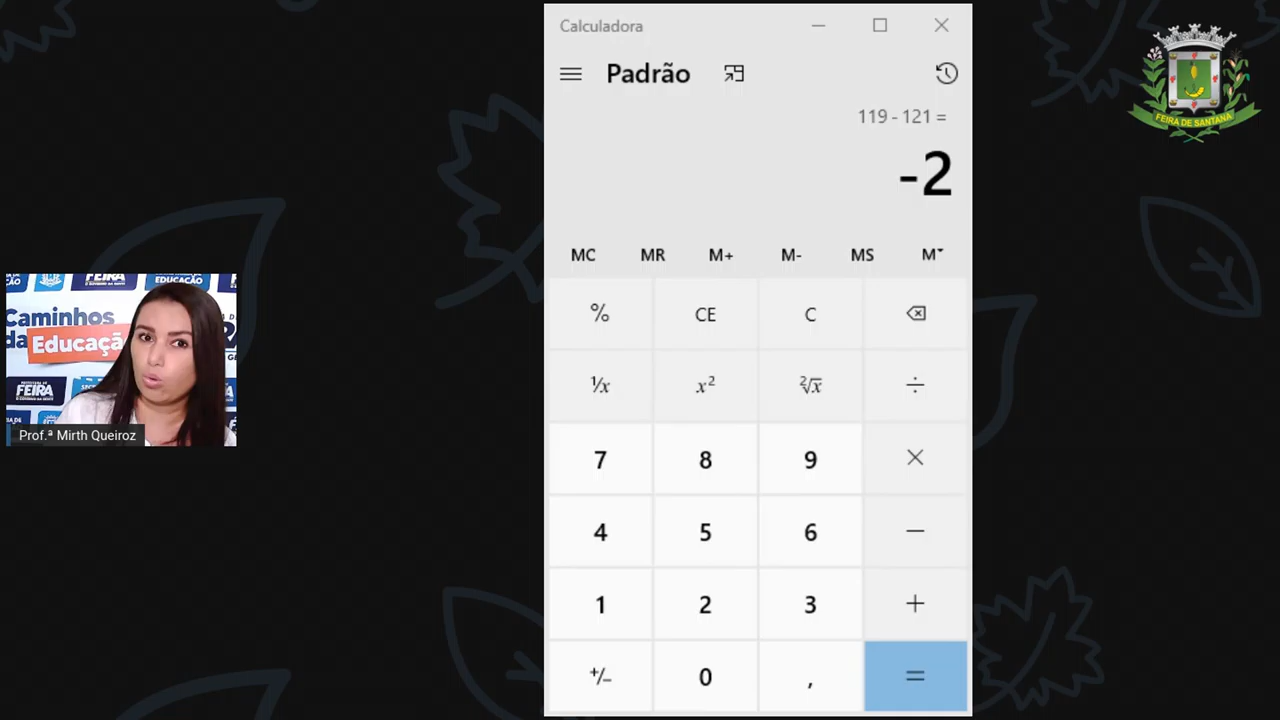 Calculadora
Padrão
119 - 121 =
-2
MC MR M+ M- MS M˅
% CE C
¹/x x² ²√x ÷
7 8 9 ×
4 5 6 −
1 2 3 +
+/− 0 , =
FEIRA DE SANTANA
FEIRA
EDUCAÇÃO
Caminhos
da Educaçã
FEIRA
Prof.ª Mirth Queiroz